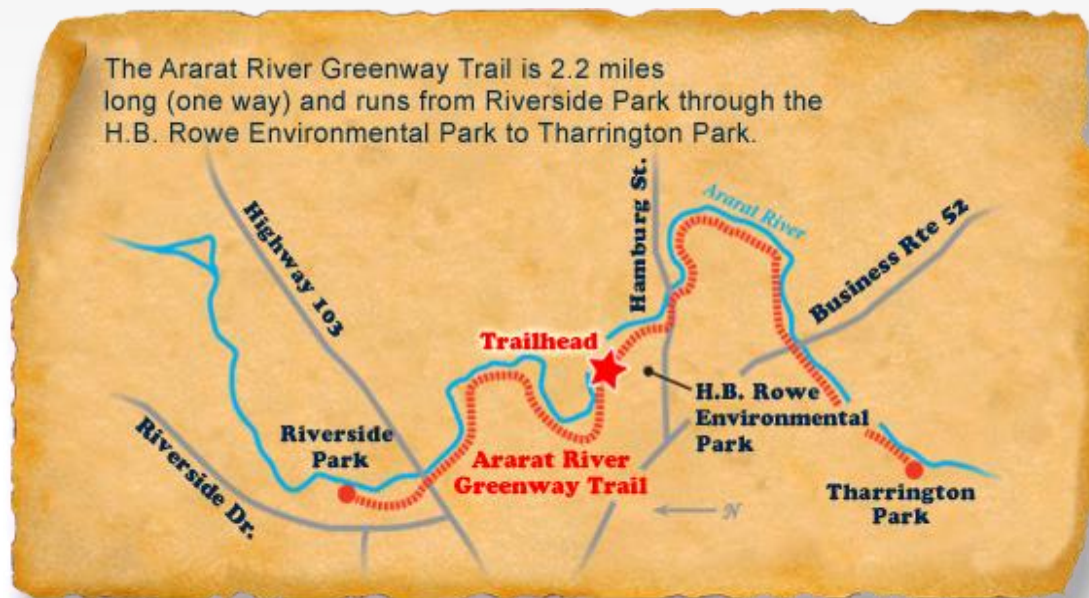 The Ararat River Greenway Trail is 2.2 miles
long (one way) and runs from Riverside Park through the
H.B. Rowe Environmental Park to Tharrington Park.
Highway 103
Hamburg St.
Ararat River
Business Rte 52
Trailhead
H.B. Rowe
Environmental
Park
Riverside
Park
Riverside Dr.
Ararat River
Greenway Trail
N
Tharrington
Park